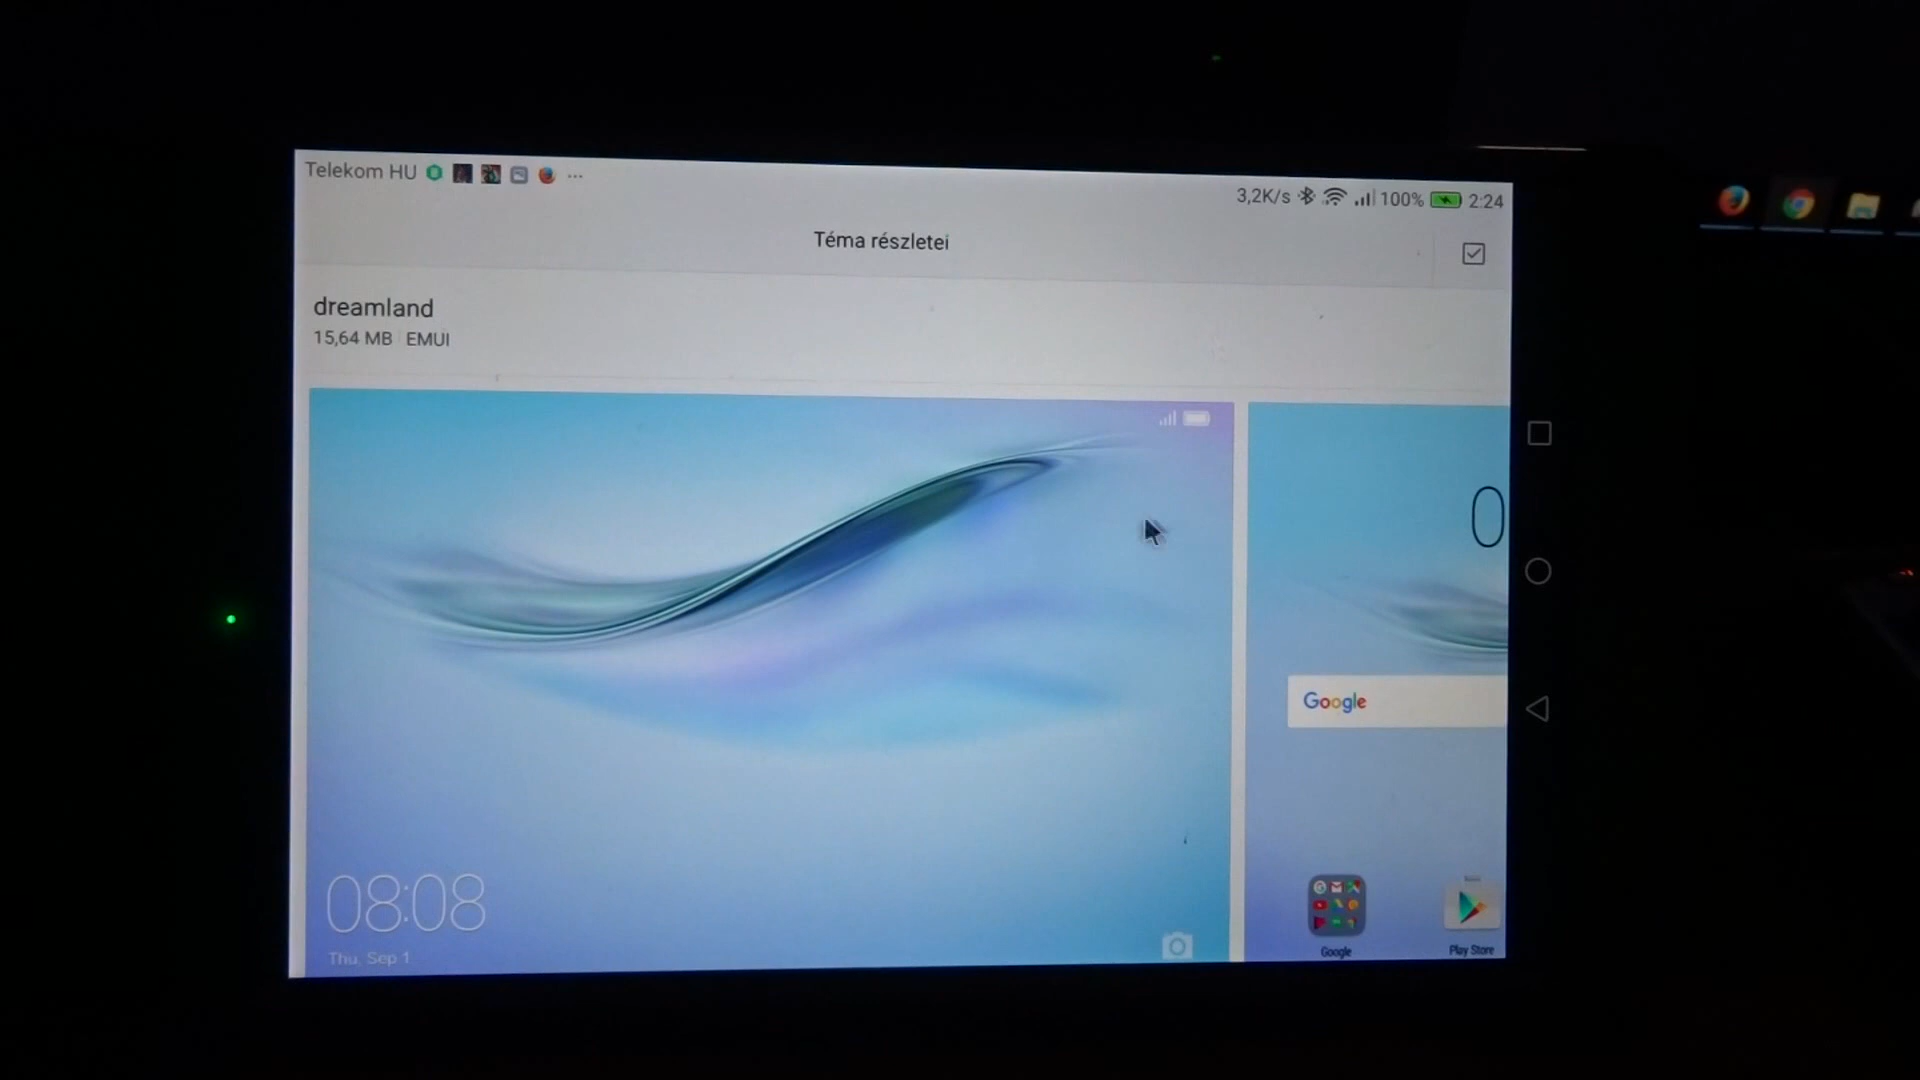 Telekom HU ...
3,2K/s 100% 2:24
Téma részletei
dreamland
15,64 MB EMUI
0
Google
08:08
Thu, Sep 1
Google
Play Store